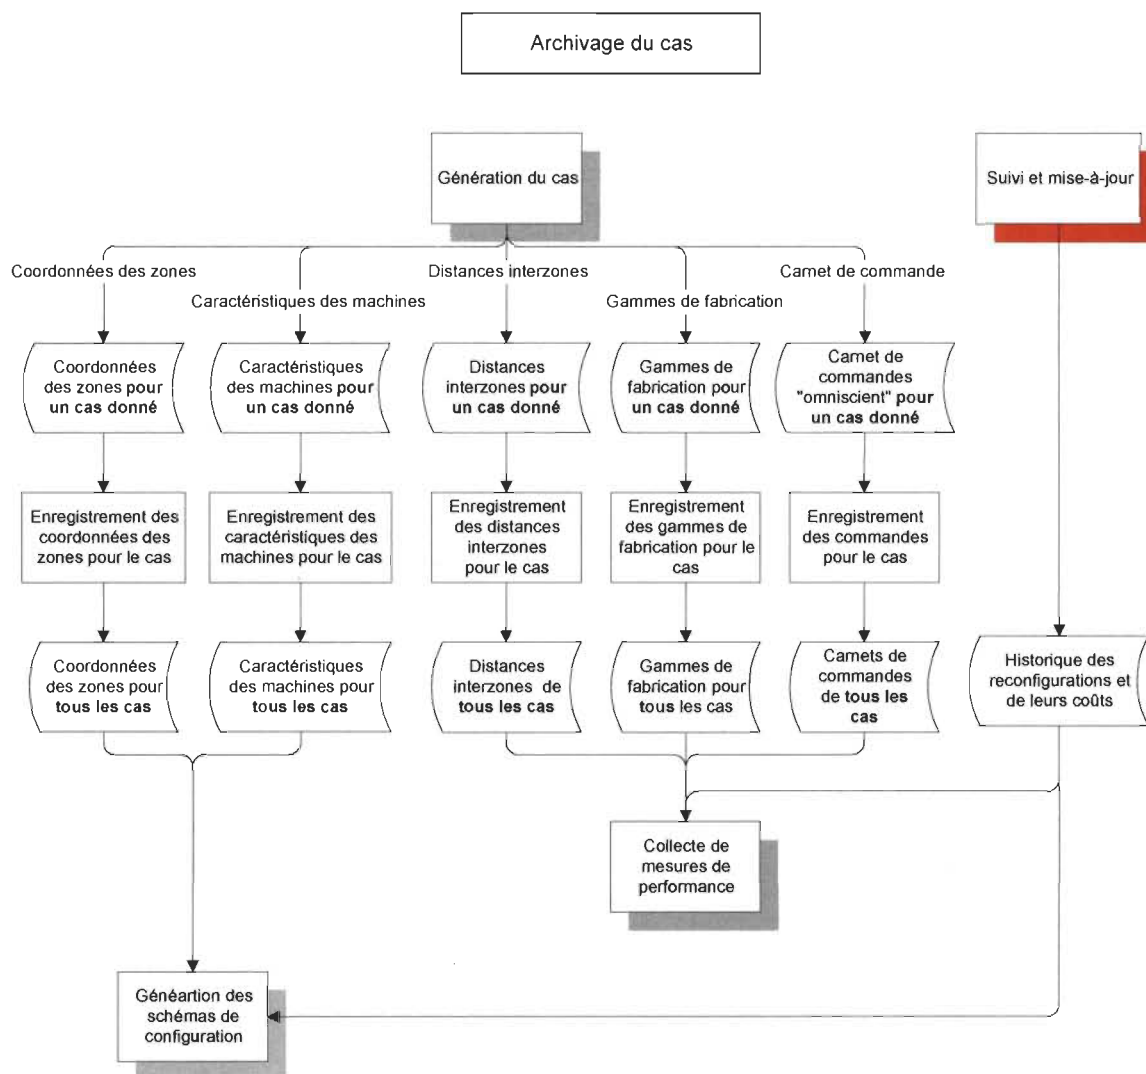 Archivage du cas
Génération du cas
Suivi et mise-à-jour
Coordonnées des zones
Distances interzones
Carnet de commande
Caractéristiques des machines
Gammes de fabrication
Coordonnées
des zones pour
un cas donné
Caractéristiques
des machines pour
un cas donné
Distances
interzones pour
un cas donné
Gammes de
fabrication pour
un cas donné
Carnet de
commandes
"omniscient" pour
un cas donné
Enregistrement des
coordonnées des
zones pour le cas
Enregistrement des
caractéristiques des
machines pour le cas
Enregistrement
des distances
interzones
pour le cas
Enregistrement
des gammes de
fabrication pour le
cas
Enregistrement
des commandes
pour le cas
Coordonnées
des zones pour
tous les cas
Caractéristiques
des machines pour
tous les cas
Distances
interzones de
tous les cas
Gammes de
fabrication pour
tous les cas
Carnets de
commandes
de tous les
cas
Historique des
reconfigurations et
de leurs coûts
Collecte de
mesures de
performance
Généartion des
schémas de
configuration